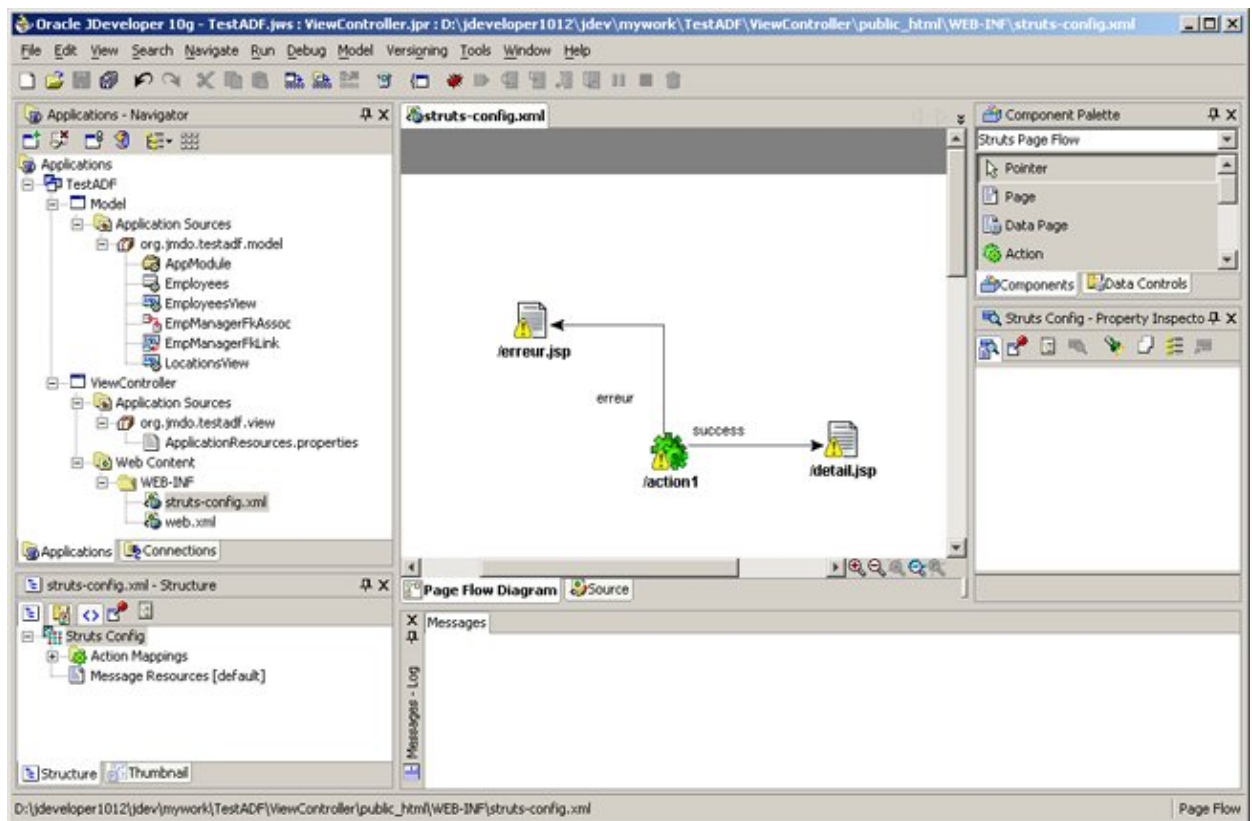 Oracle JDeveloper 10g - TestADF.jws : ViewController.jpr : D:\jdeveloper1012\jdev\mywork\TestADF\ViewController\public_html\WEB-INF\struts-config.xml
File Edit View Search Navigate Run Debug Model Versioning Tools Window Help
Applications - Navigator
Applications
TestADF
Model
Application Sources
org.jmdo.testadf.model
AppModule
Employees
EmployeesView
EmpManagerFkAssoc
EmpManagerFkLink
LocationsView
ViewController
Application Sources
org.jmdo.testadf.view
ApplicationResources.properties
Web Content
WEB-INF
struts-config.xml
web.xml
Applications Connections
struts-config.xml - Structure
Struts Config
Action Mappings
Message Resources [default]
Structure Thumbnail
struts-config.xml
/erreur.jsp
erreur
success
/action1
/detail.jsp
Page Flow Diagram Source
Messages
Messages - Log
Component Palette
Struts Page Flow
Pointer
Page
Data Page
Action
Components Data Controls
Struts Config - Property Inspecto
D:\jdeveloper1012\jdev\mywork\TestADF\ViewController\public_html\WEB-INF\struts-config.xml
Page Flow